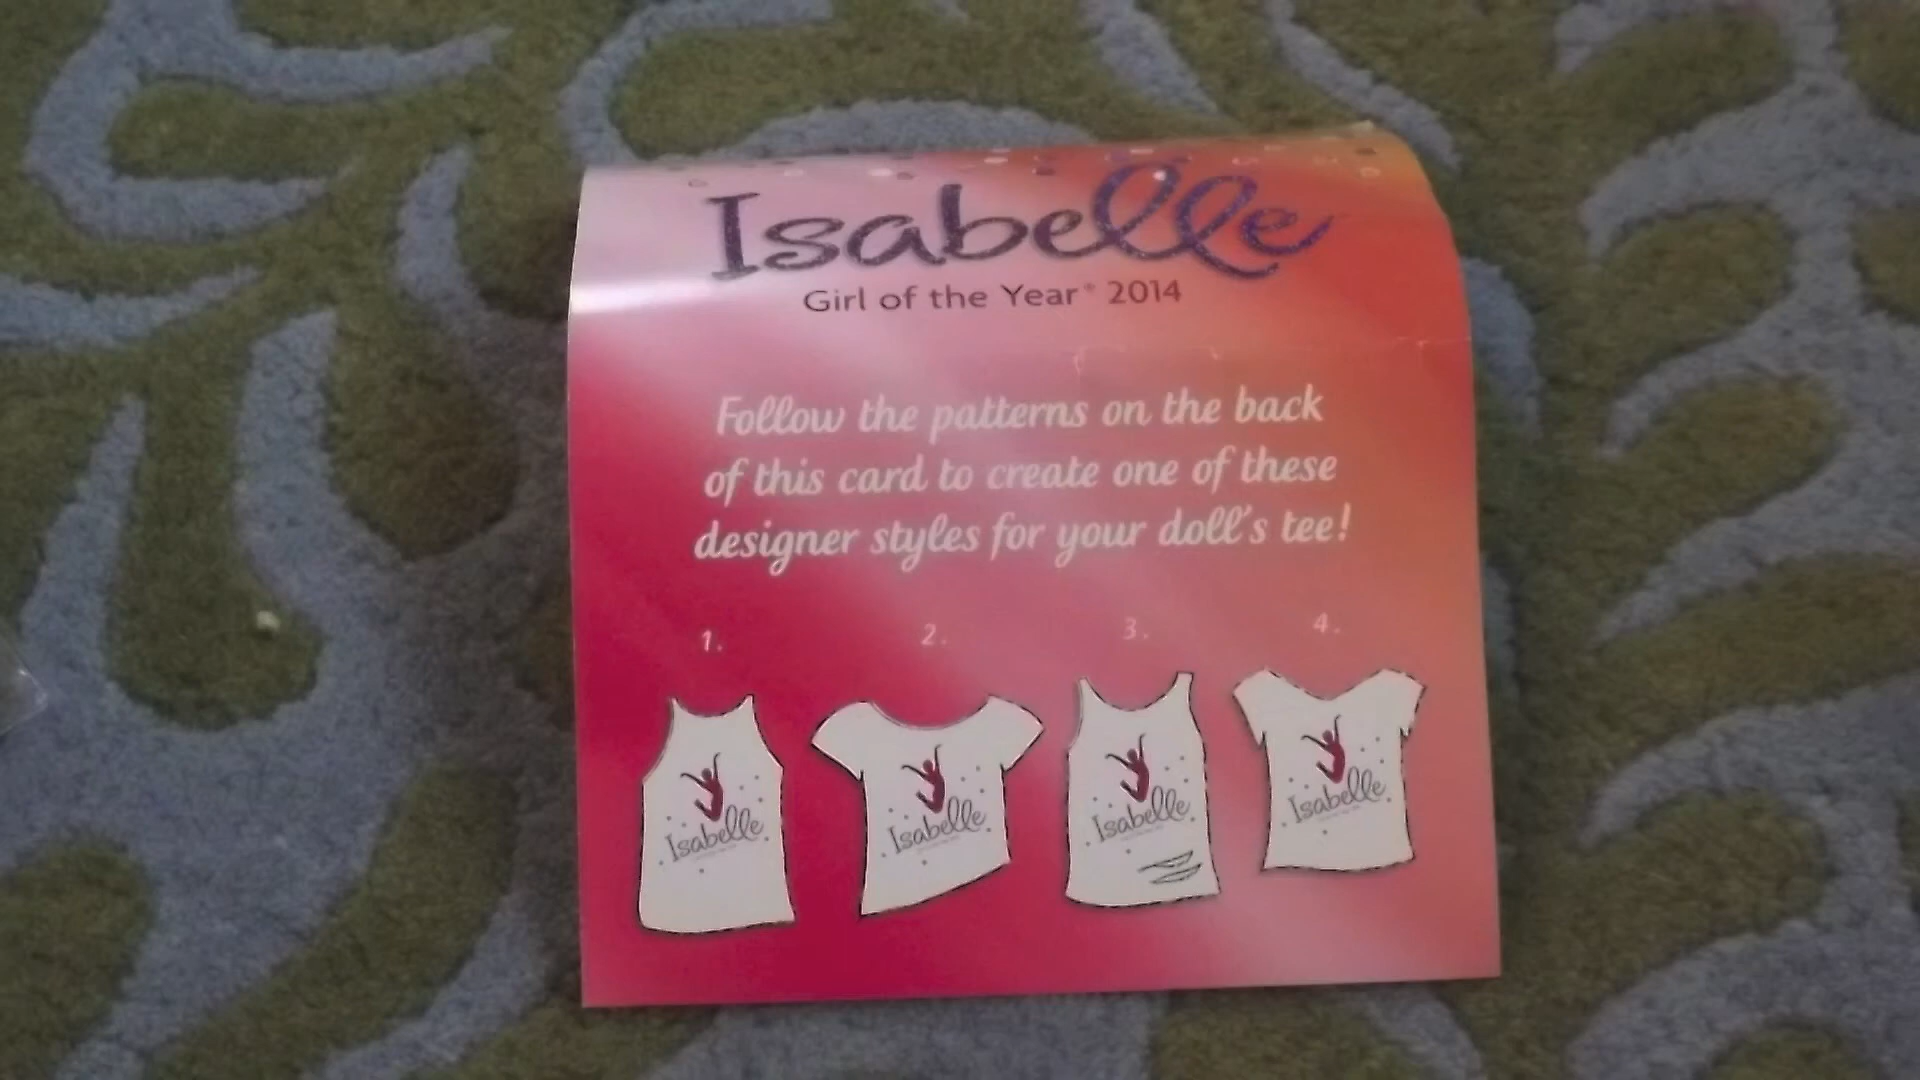 Isabelle
Girl of the Year® 2014
Follow the patterns on the back
of this card to create one of these
designer styles for your doll's tee!
1. 2. 3. 4.
Isabelle Isabelle Isabelle Isabelle